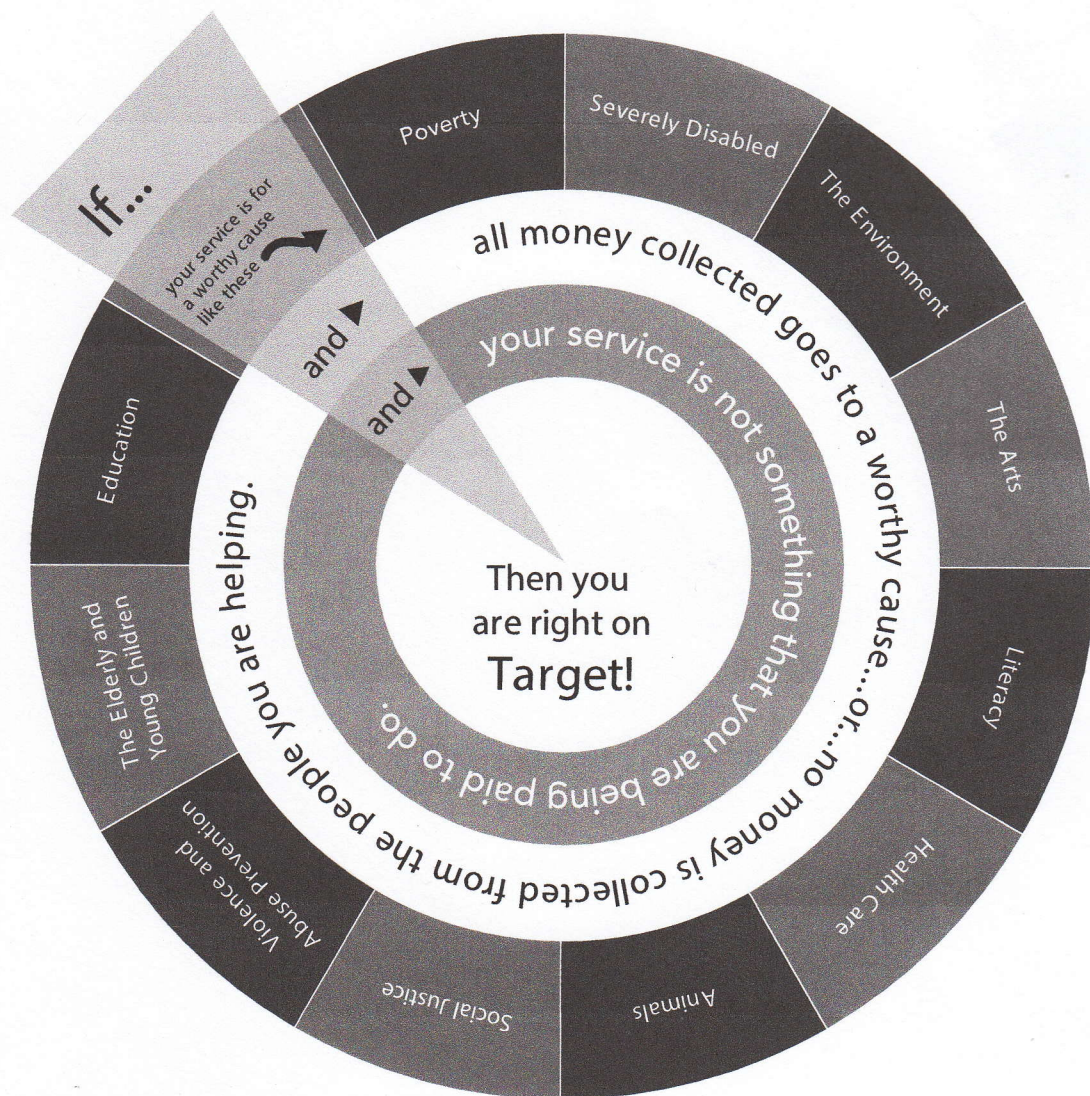 If...
your service is for
a worthy cause
like these
Poverty
Severely Disabled
The Environment
The Arts
Literacy
Health Care
Animals
Social Justice
Violence and
Abuse Prevention
The Elderly and
Young Children
Education
and
all money collected goes to a worthy cause...or...no money is collected from the people you are helping.
and
your service is not something that you are being paid to do.
Then you
are right on
Target!